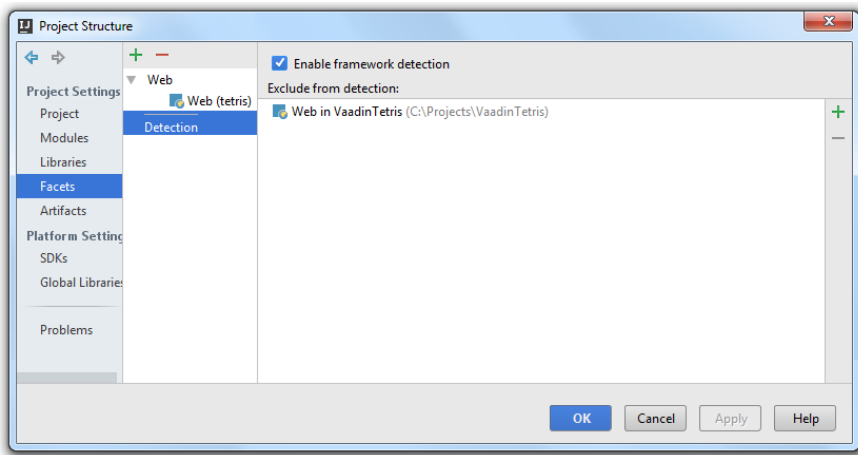 Project Structure
Project Settings
Project
Modules
Libraries
Facets
Artifacts
Platform Setting
SDKs
Global Libraries
Problems
Web
Web (tetris)
Detection
Enable framework detection
Exclude from detection:
Web in VaadinTetris (C:\Projects\VaadinTetris)
OK
Cancel
Apply
Help